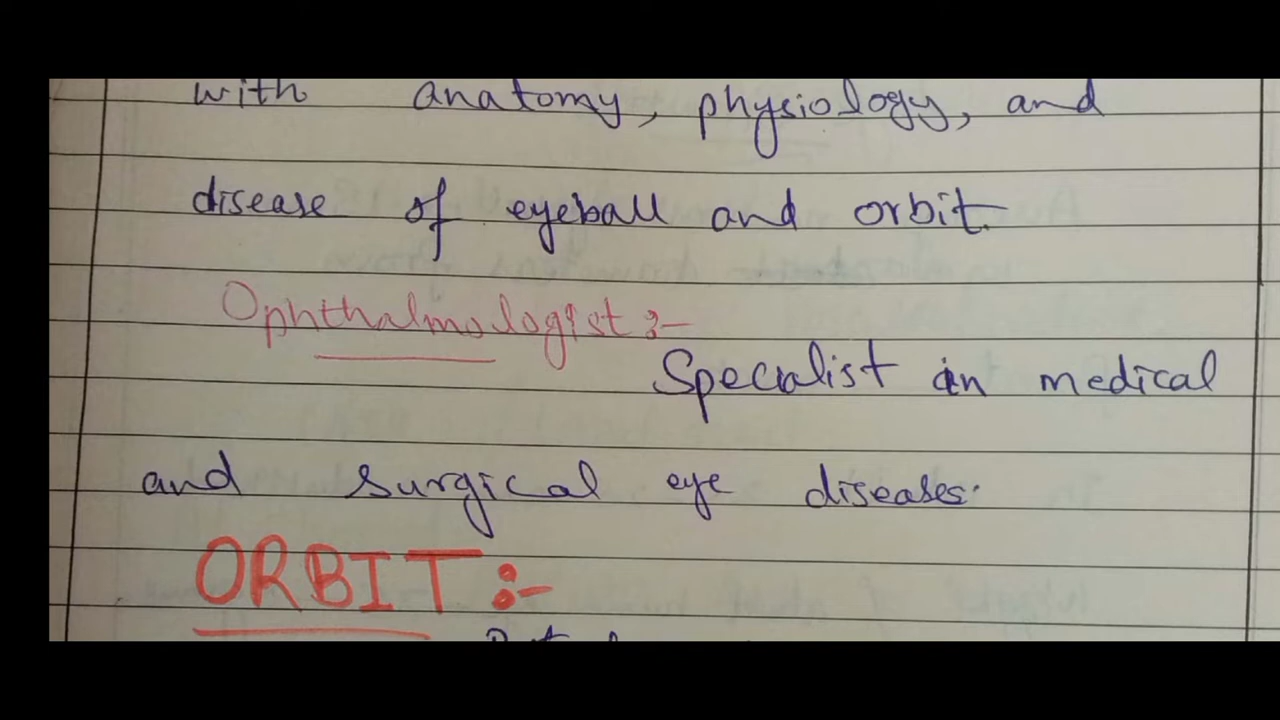 with anatomy, physiology, and
disease of eyeball and orbit.
Ophthalmologist :-
Specialist in medical
and surgical eye diseases.
ORBIT :-